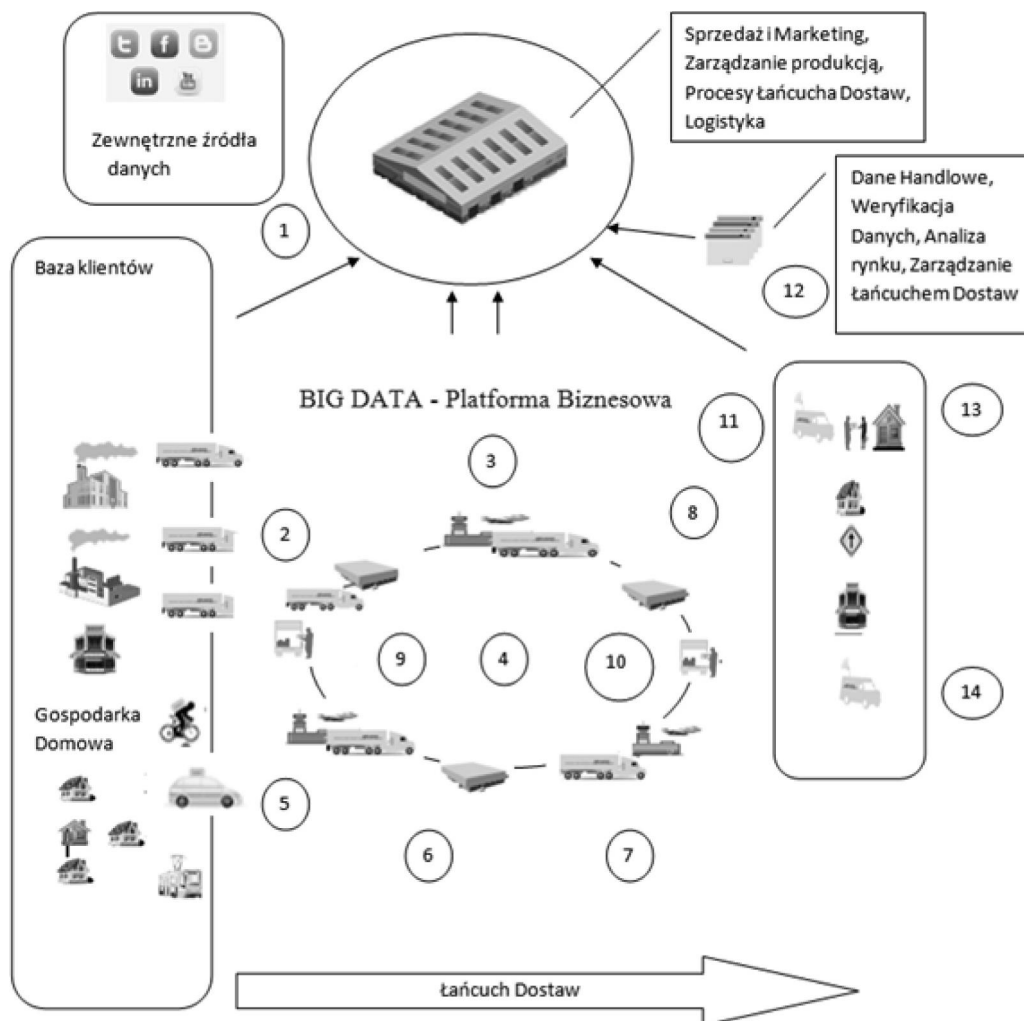 Zewnętrzne źródła
danych
Sprzedaż i Marketing,
Zarządzanie produkcją,
Procesy Łańcucha Dostaw,
Logistyka
Dane Handlowe,
Weryfikacja
Danych, Analiza
rynku, Zarządzanie
Łańcuchem Dostaw
1
12
Baza klientów
BIG DATA - Platforma Biznesowa
11
13
3
8
2
9
4
10
14
Gospodarka
Domowa
5
6
7
Łańcuch Dostaw